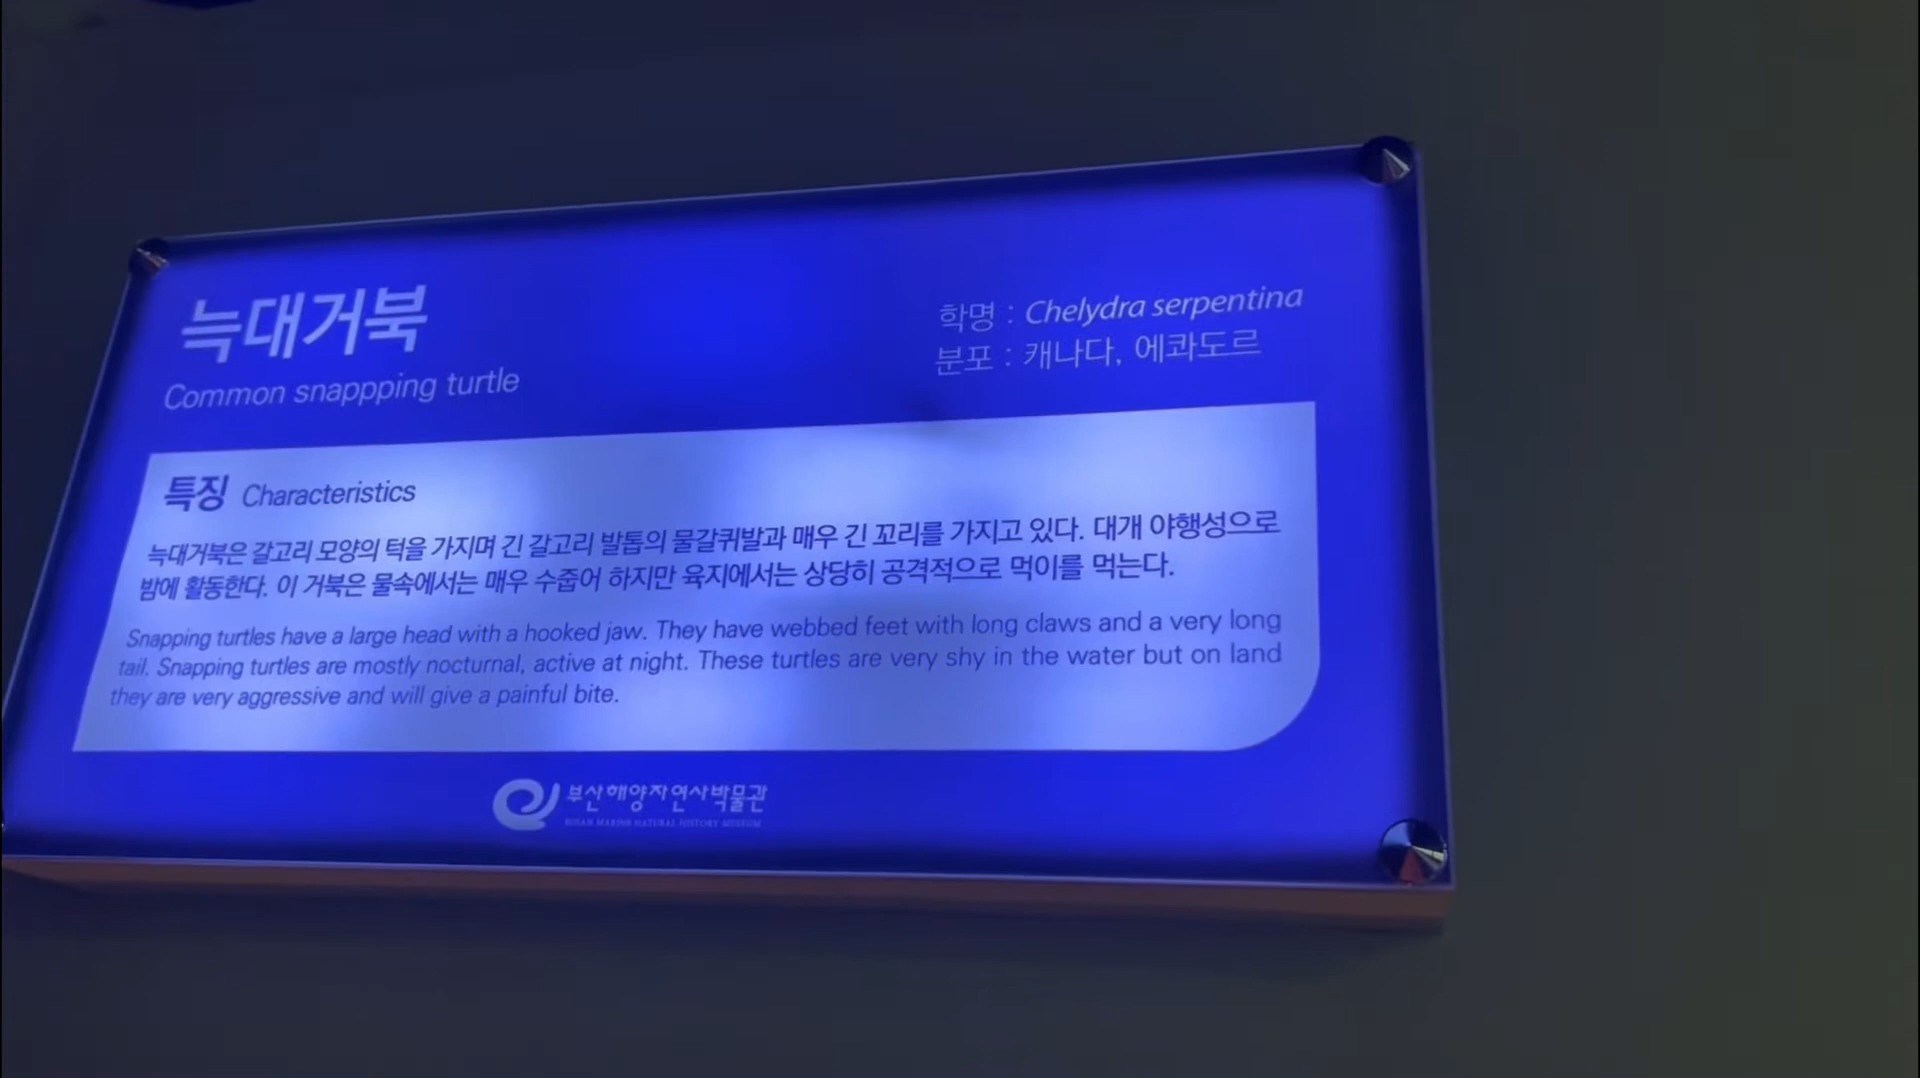 늑대거북
Common snappping turtle
학명 : Chelydra serpentina
분포 : 캐나다, 에콰도르
특징 Characteristics
늑대거북은 갈고리 모양의 턱을 가지며 긴 갈고리 발톱의 물갈퀴발과 매우 긴 꼬리를 가지고 있다. 대개 야행성으로
밤에 활동한다. 이 거북은 물속에서는 매우 수줍어 하지만 육지에서는 상당히 공격적으로 먹이를 먹는다.
Snapping turtles have a large head with a hooked jaw. They have webbed feet with long claws and a very long
tail. Snapping turtles are mostly nocturnal, active at night. These turtles are very shy in the water but on land
they are very aggressive and will give a painful bite.
부산해양자연사박물관
BUSAN MARINE NATURAL HISTORY MUSEUM